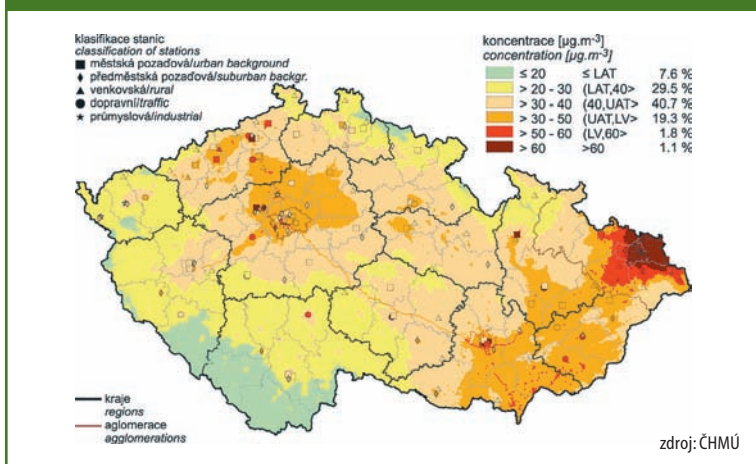 klasifikace stanic
classification of stations
městská pozaďová/urban background
předměstská pozaďová/suburban backgr.
venkovská/rural
dopravní/traffic
průmyslová/industrial
koncentrace [µg.m-3]
concentration [µg.m-3]
≤ 20 ≤ LAT 7.6 %
> 20 - 30 (LAT,40> 29.5 %
> 30 - 40 (40,UAT> 40.7 %
> 30 - 50 (UAT,LV> 19.3 %
> 50 - 60 (LV,60> 1.8 %
> 60 >60 1.1 %
kraje
regions
aglomerace
agglomerations
zdroj: ČHMÚ